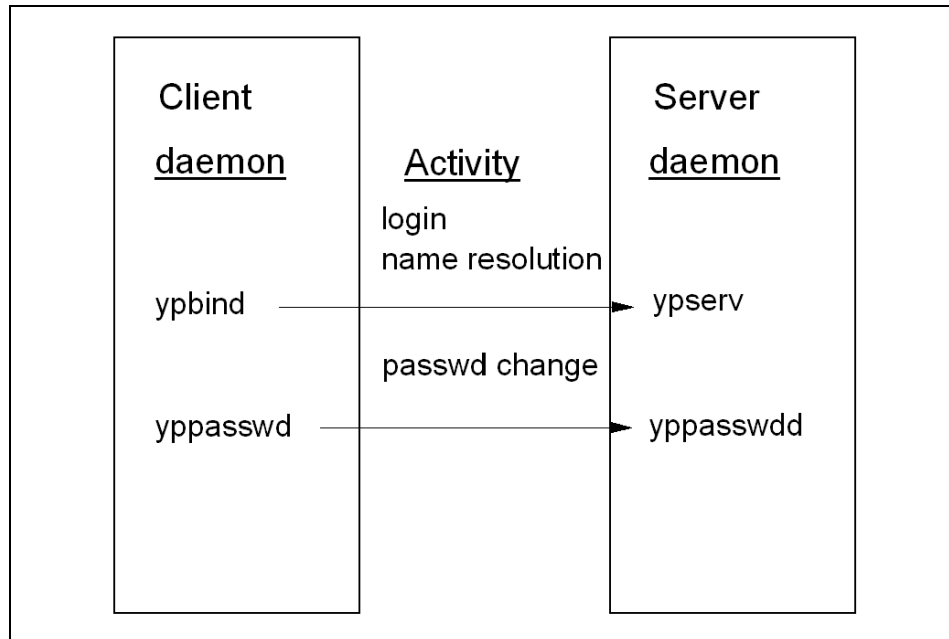 Client
daemon
Activity
login
name resolution
passwd change
Server
daemon
ypbind
ypserv
yppasswd
yppasswdd